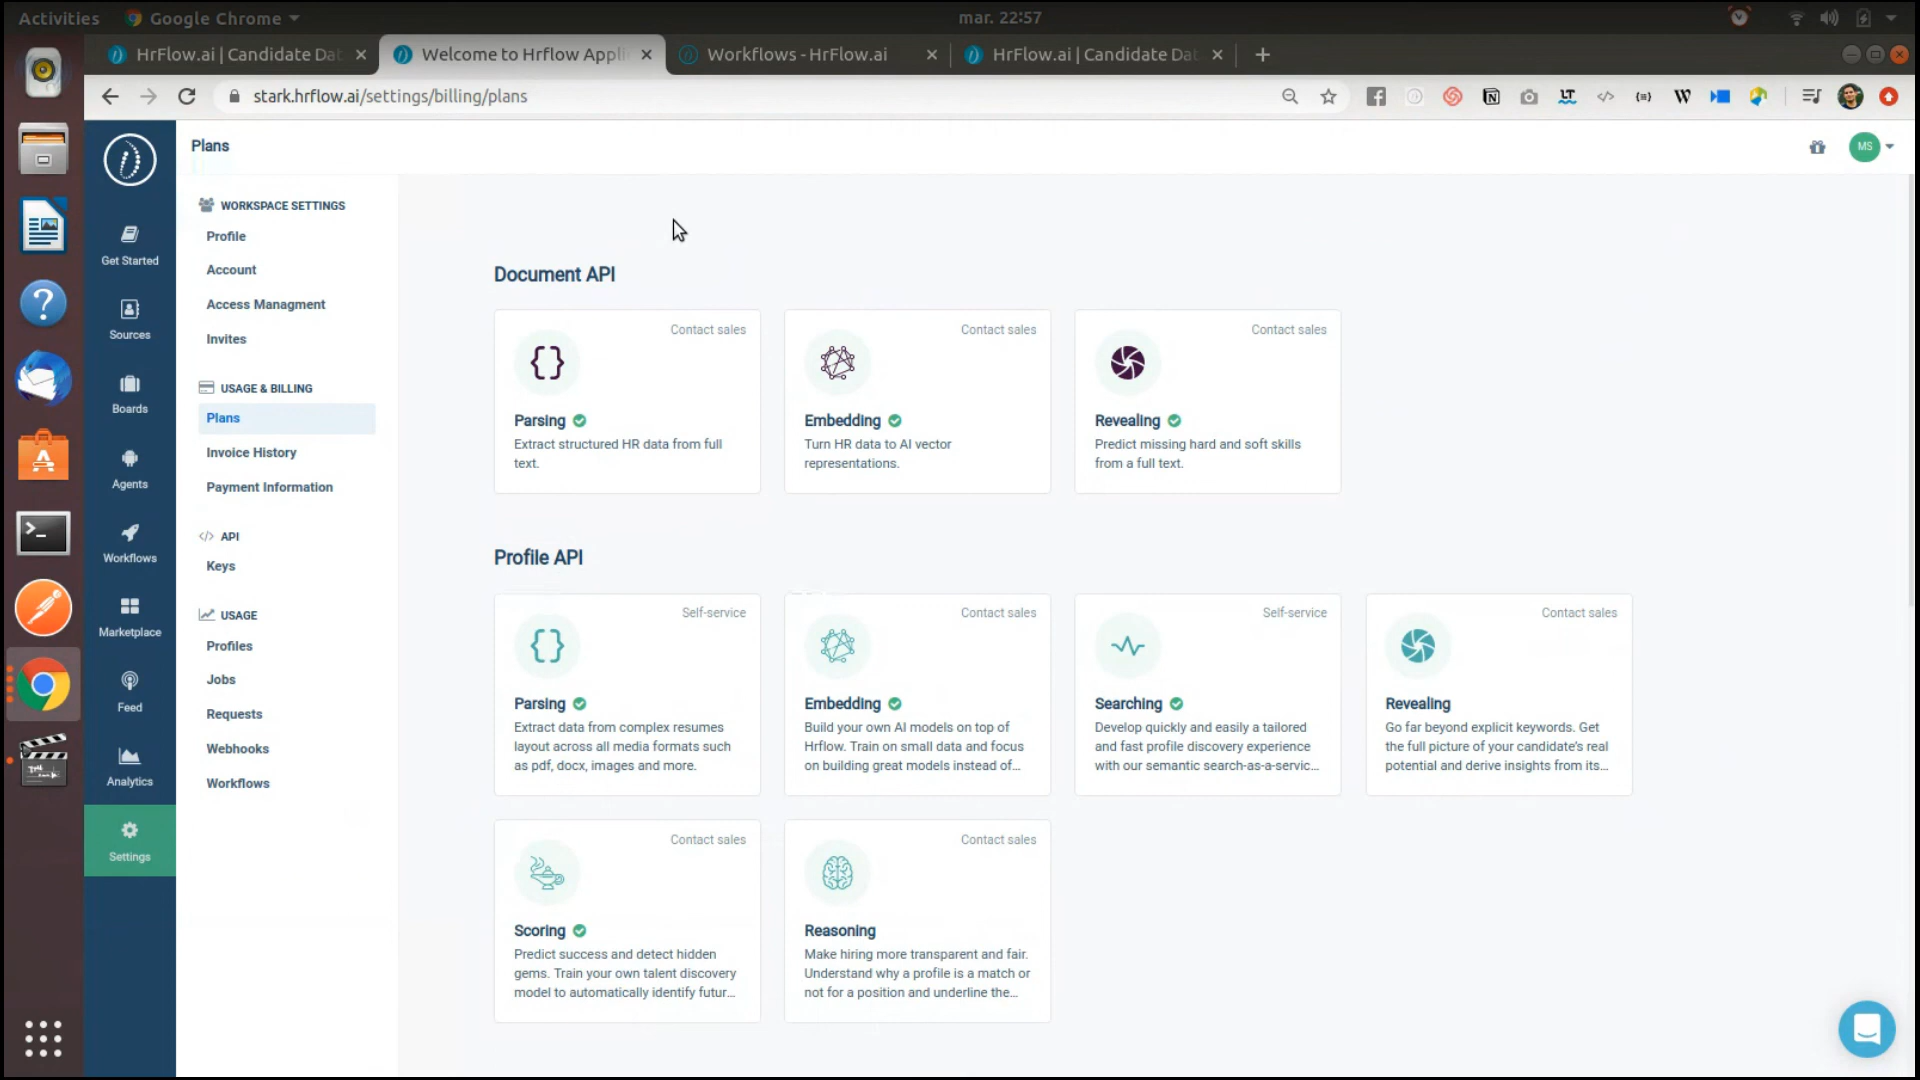 Activities
Google Chrome
mar. 22:57
HrFlow.ai | Candidate Dat
Welcome to Hrflow Appli
Workflows - HrFlow.ai
HrFlow.ai | Candidate Dat
stark.hrflow.ai/settings/billing/plans
Plans
MS
Get Started
Sources
Boards
Agents
Workflows
Marketplace
Feed
Analytics
Settings
WORKSPACE SETTINGS
Profile
Account
Access Managment
Invites
USAGE & BILLING
Plans
Invoice History
Payment Information
API
Keys
USAGE
Profiles
Jobs
Requests
Webhooks
Workflows
Document API
Contact sales
Parsing
Extract structured HR data from full
text.
Contact sales
Embedding
Turn HR data to AI vector
representations.
Contact sales
Revealing
Predict missing hard and soft skills
from a full text.
Profile API
Self-service
Parsing
Extract data from complex resumes
layout across all media formats such
as pdf, docx, images and more.
Contact sales
Embedding
Build your own AI models on top of
Hrflow. Train on small data and focus
on building great models instead of...
Self-service
Searching
Develop quickly and easily a tailored
and fast profile discovery experience
with our semantic search-as-a-servic...
Contact sales
Revealing
Go far beyond explicit keywords. Get
the full picture of your candidate's real
potential and derive insights from its...
Contact sales
Scoring
Predict success and detect hidden
gems. Train your own talent discovery
model to automatically identify futur...
Contact sales
Reasoning
Make hiring more transparent and fair.
Understand why a profile is a match or
not for a position and underline the...